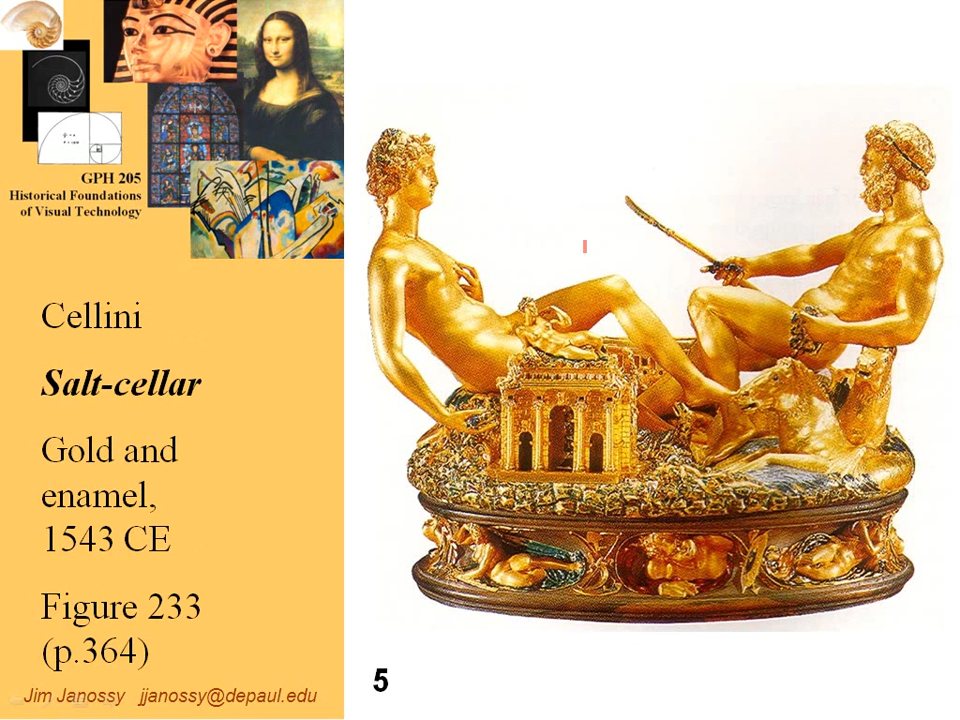 GPH 205
Historical Foundations
of Visual Technology
Cellini
Salt-cellar
Gold and
enamel,
1543 CE
Figure 233
(p.364)
Jim Janossy jjanossy@depaul.edu
5